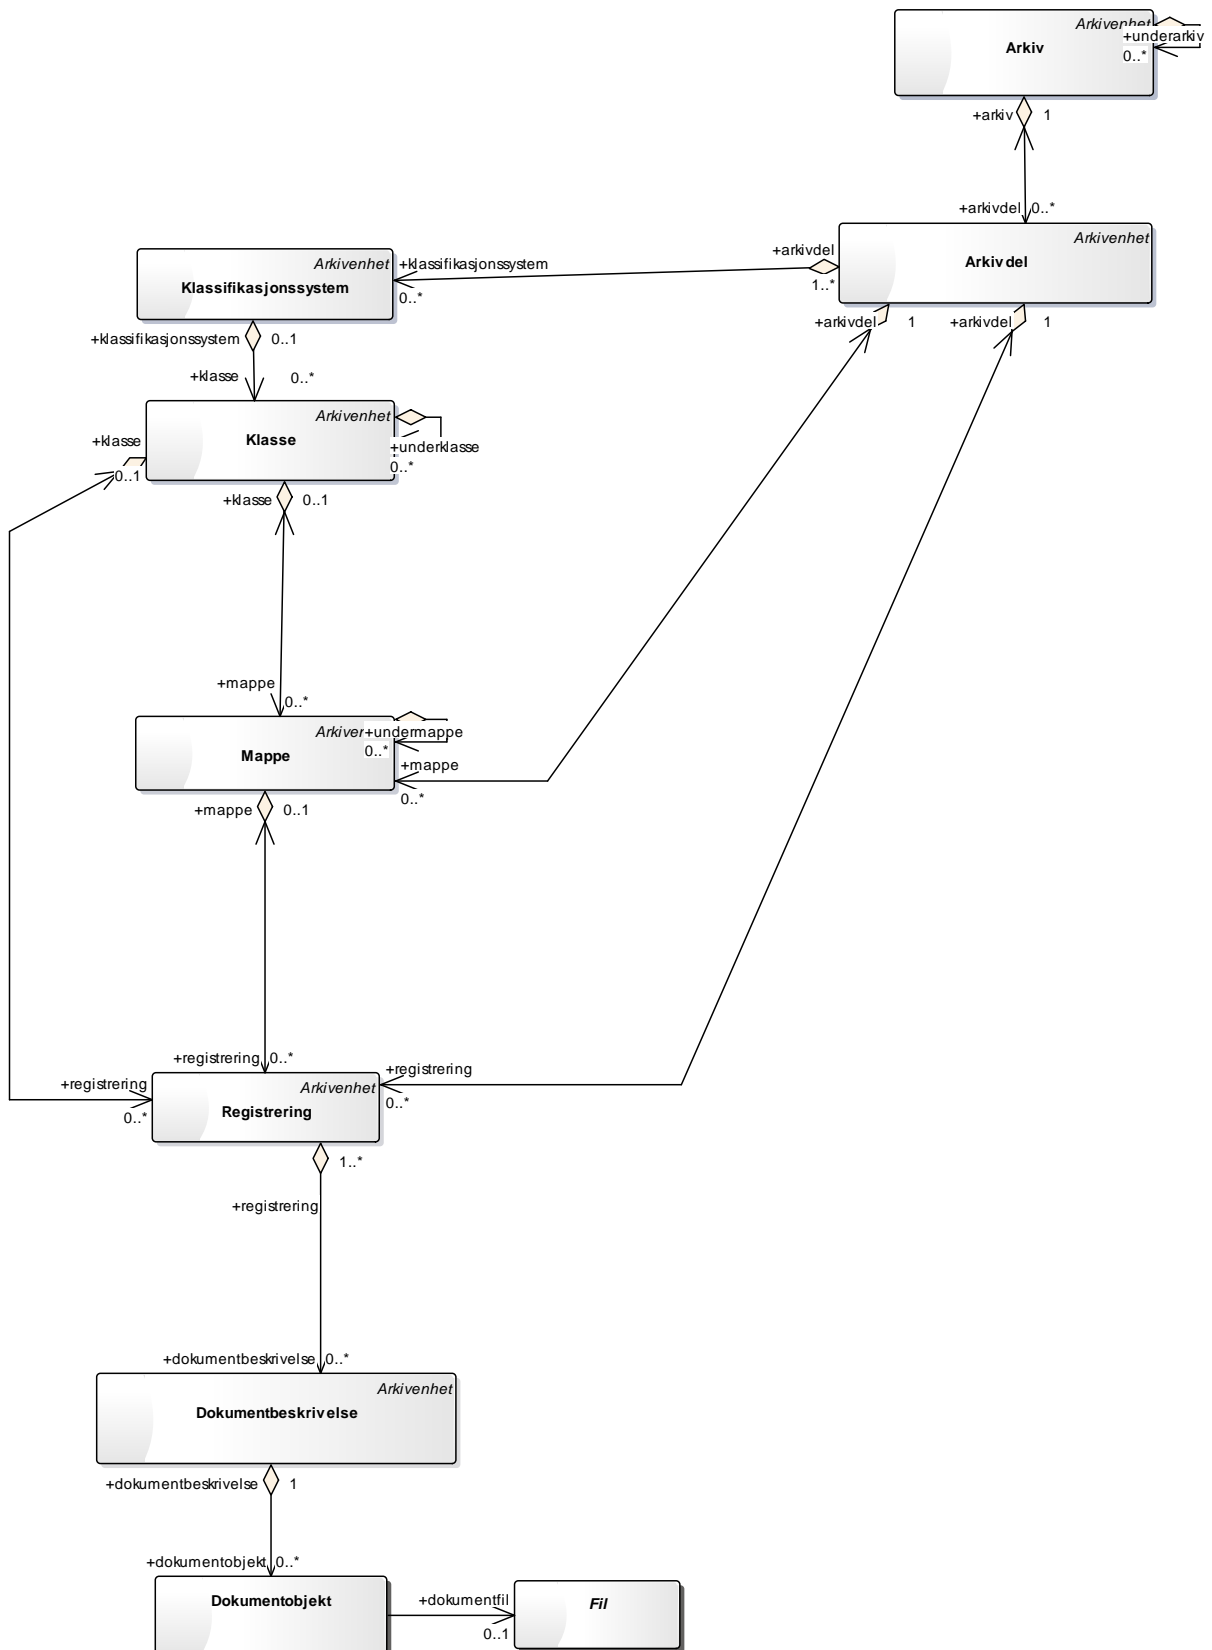 Arkivenhet
+underarkiv
Arkiv
0..*
+arkiv 1
+arkivdel 0..*
Arkivenhet
Arkivdel
+arkivdel
1..*
+klassifikasjonssystem
0..*
Arkivenhet
Klassifikasjonssystem
+arkivdel 1
+arkivdel 1
+klassifikasjonssystem 0..1
+klasse 0..*
Arkivenhet
Klasse
+underklasse
0..*
+klasse
0..1
+klasse 0..1
+mappe
0..*
+undermappe
0..*
Mappe
+mappe
0..*
+mappe 0..1
+registrering 0..*
+registrering
0..*
Arkivenhet
Registrering
+registrering
0..*
1..*
+registrering
+dokumentbeskrivelse 0..*
Arkivenhet
Dokumentbeskrivelse
+dokumentbeskrivelse 1
+dokumentobjekt 0..*
Dokumentobjekt
+dokumentfil
0..1
Fil